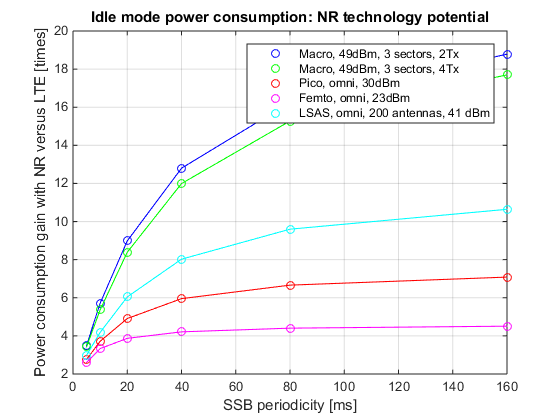 Idle mode power consumption: NR technology potential
Power consumption gain with NR versus LTE [times]
20
18
16
14
12
10
8
6
4
2
Macro, 49dBm, 3 sectors, 2Tx
Macro, 49dBm, 3 sectors, 4Tx
Pico, omni, 30dBm
Femto, omni, 23dBm
LSAS, omni, 200 antennas, 41 dBm
0 20 40 60 80 100 120 140 160
SSB periodicity [ms]